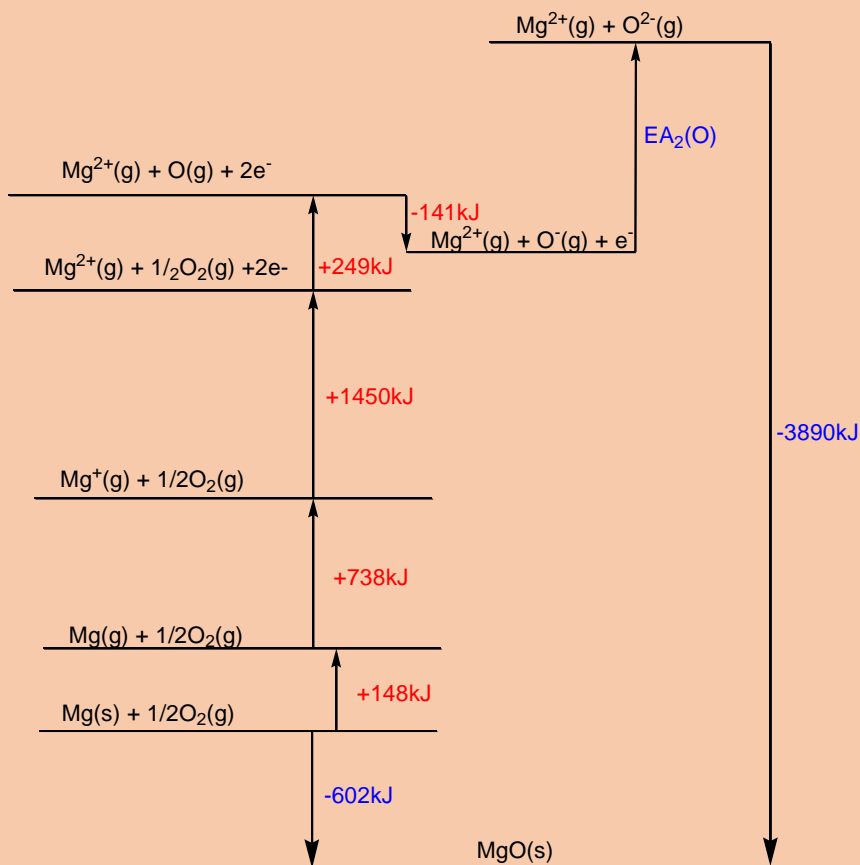 Mg²⁺(g) + O²⁻(g)
EA₂(O)
Mg²⁺(g) + O(g) + 2e⁻
-141kJ
Mg²⁺(g) + O⁻(g) + e⁻
Mg²⁺(g) + 1/₂O₂(g) +2e-
+249kJ
+1450kJ
-3890kJ
Mg⁺(g) + 1/2O₂(g)
+738kJ
Mg(g) + 1/2O₂(g)
+148kJ
Mg(s) + 1/2O₂(g)
-602kJ
MgO(s)